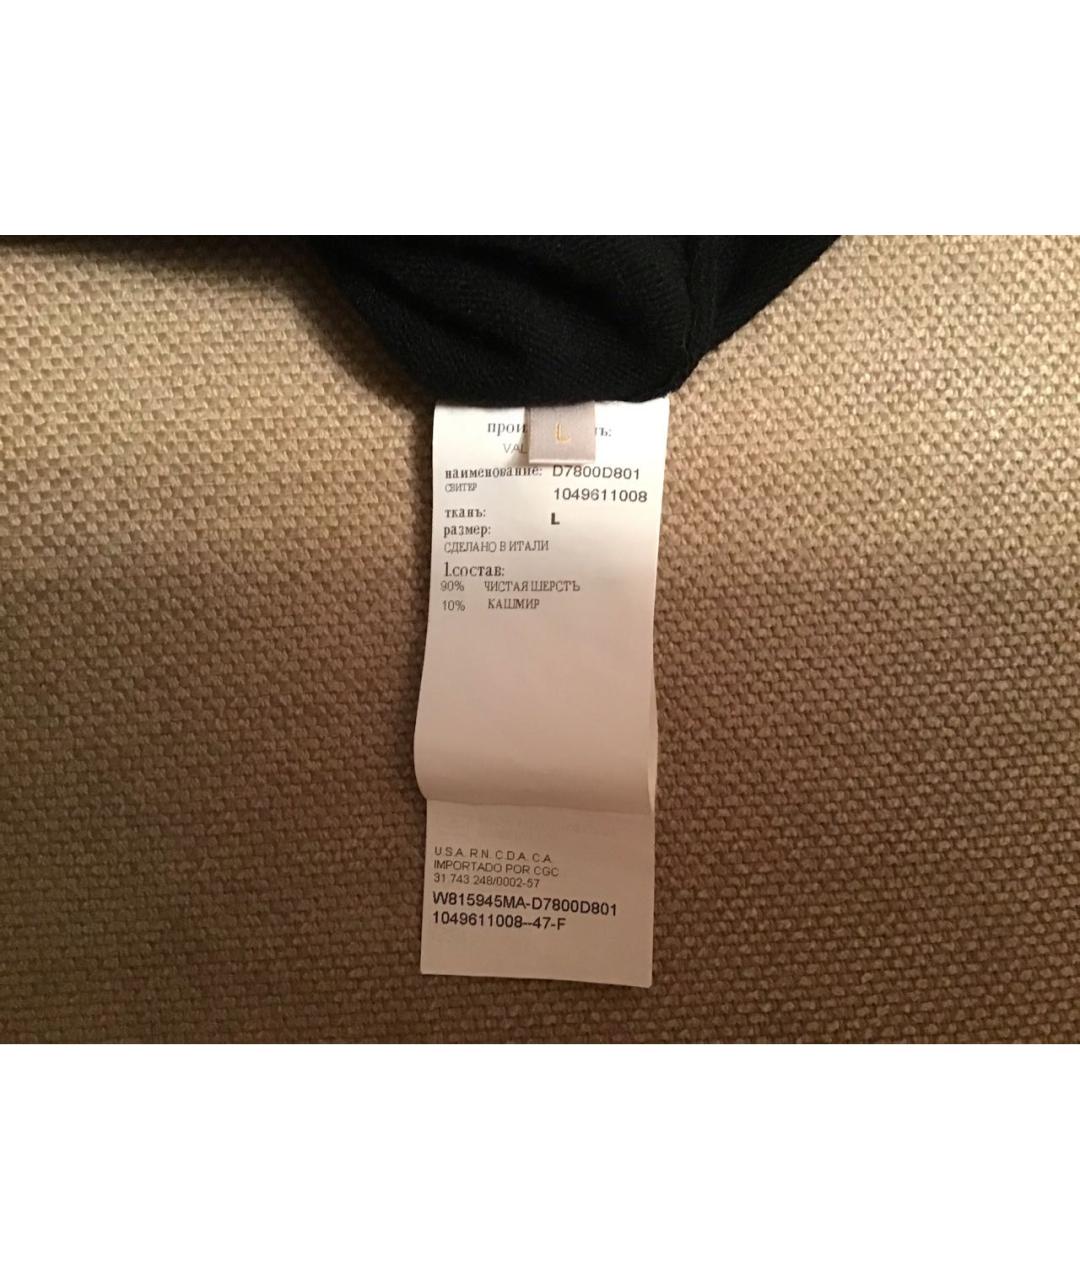 L
VAL
наименование: D7800D801
СВИТЕР
1049611008
ткань:
размер: L
СДЕЛАНО В ИТАЛИ
1.состав:
90% ЧИСТАЯ ШЕРСТЬ
10% КАШМИР
U.S.A. R.N. C.D.A. C.A.
IMPORTADO POR CGC
31 743 248/0002-57
W815945MA-D7800D801
1049611008--47-F